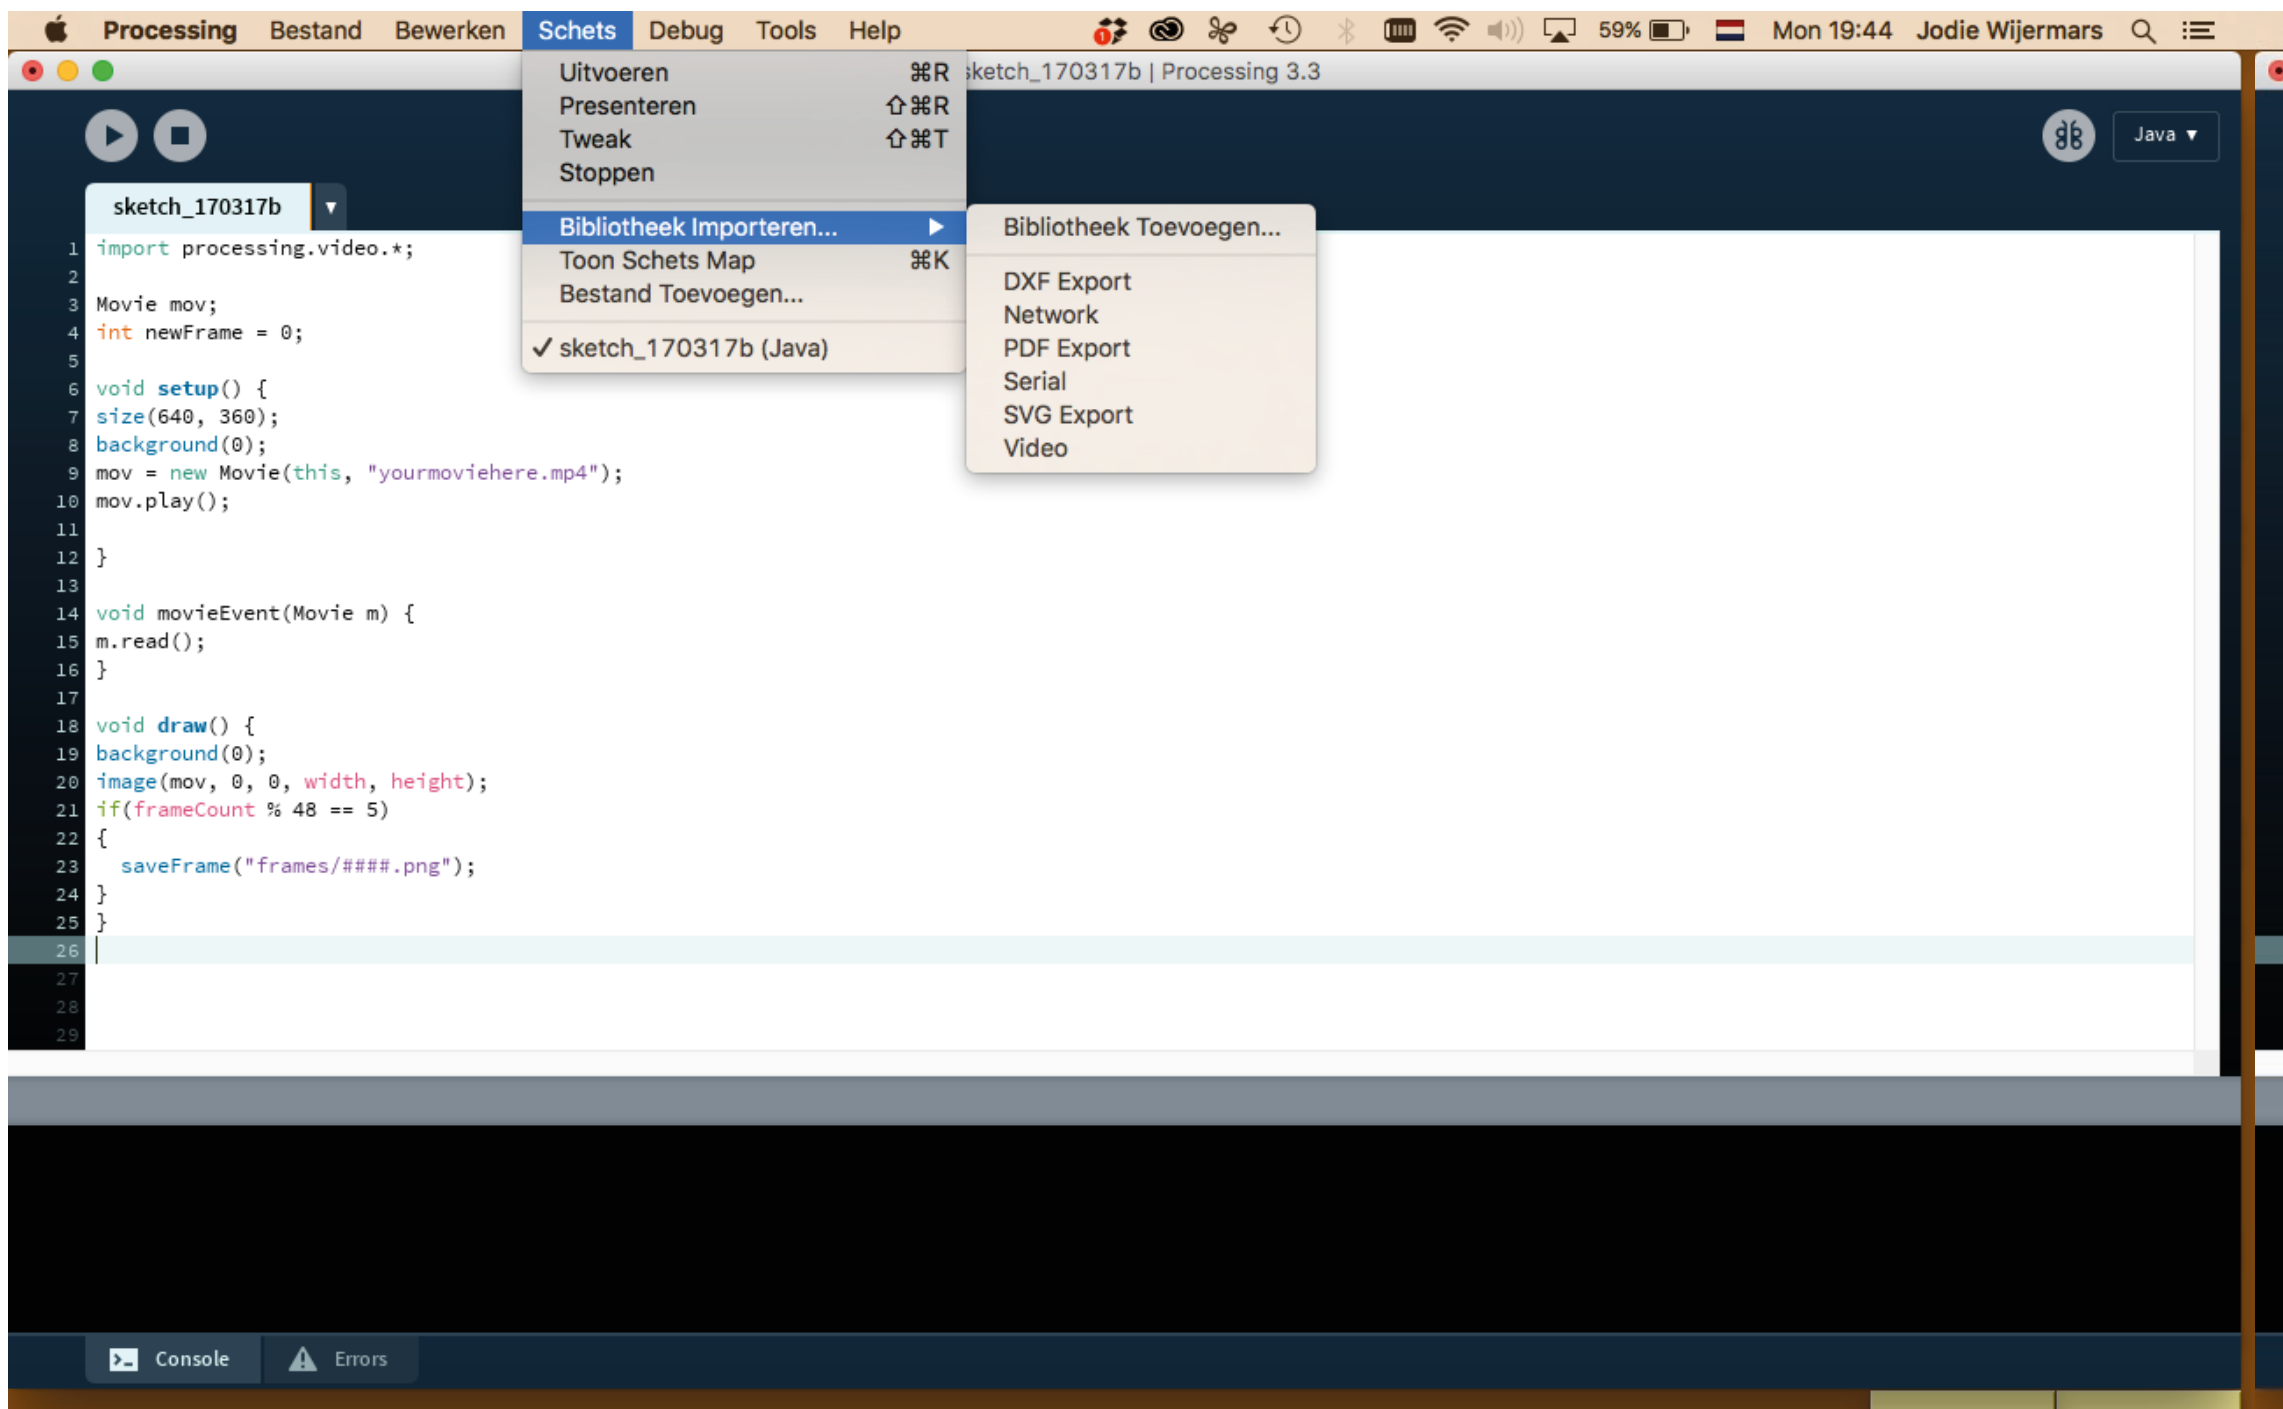 Processing Bestand Bewerken Schets Debug Tools Help 59% Mon 19:44 Jodie Wijermars
sketch_170317b | Processing 3.3
Uitvoeren ⌘R
Presenteren ⇧⌘R
Tweak ⇧⌘T
Stoppen
Bibliotheek Importeren... ▶
Toon Schets Map ⌘K
Bestand Toevoegen...
✓ sketch_170317b (Java)
Bibliotheek Toevoegen...
DXF Export
Network
PDF Export
Serial
SVG Export
Video
Java ▼
sketch_170317b ▼
1 import processing.video.*;
2
3 Movie mov;
4 int newFrame = 0;
5
6 void setup() {
7 size(640, 360);
8 background(0);
9 mov = new Movie(this, "yourmoviehere.mp4");
10 mov.play();
11
12 }
13
14 void movieEvent(Movie m) {
15 m.read();
16 }
17
18 void draw() {
19 background(0);
20 image(mov, 0, 0, width, height);
21 if(frameCount % 48 == 5)
22 {
23 saveFrame("frames/####.png");
24 }
25 }
26
27
28
29
Console Errors